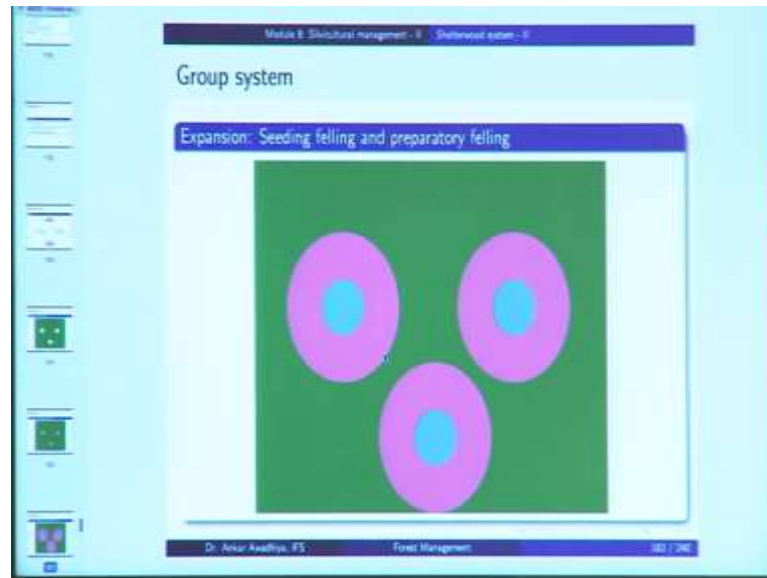 Module 8: Silvicultural management - II Shelterwood system - II
Group system
Expansion: Seeding felling and preparatory felling
Dr. Ankur Awadhiya, IFS Forest Management